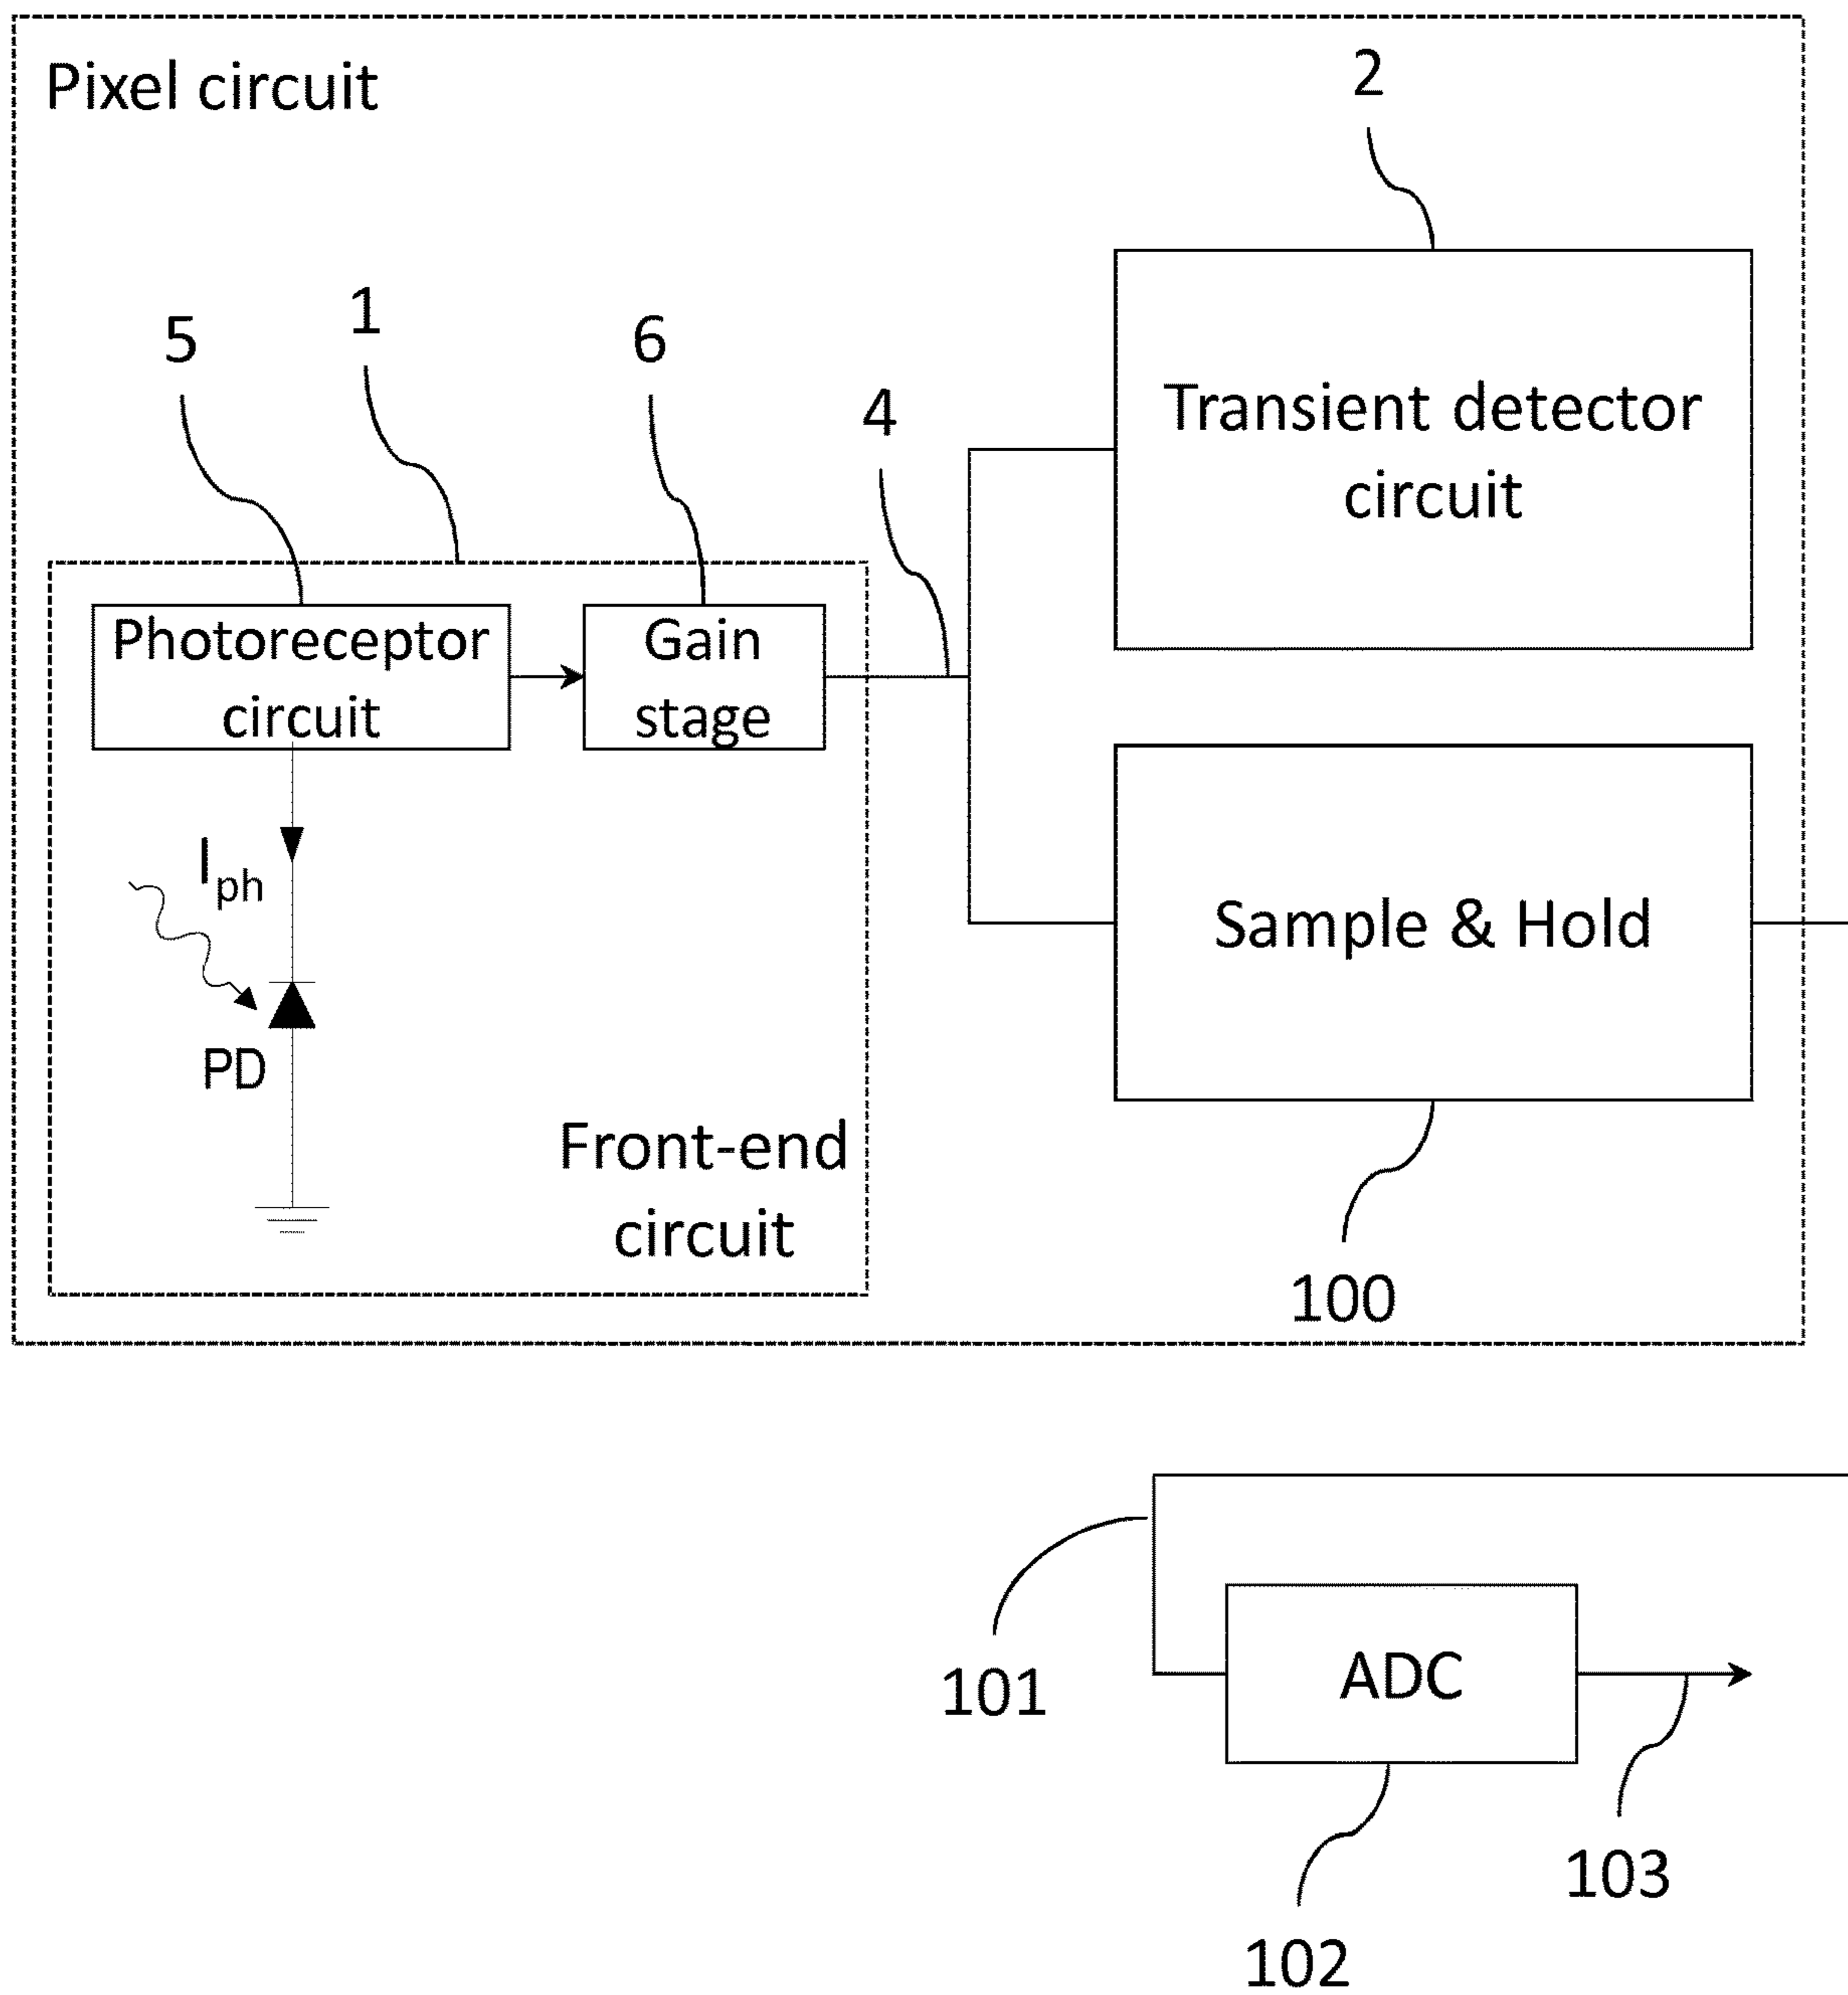 Pixel circuit
2
5
1
6
4
Transient detector
circuit
Photoreceptor
circuit
Gain
stage
Iph
PD
Sample & Hold
Front-end
circuit
100
101
ADC
103
102